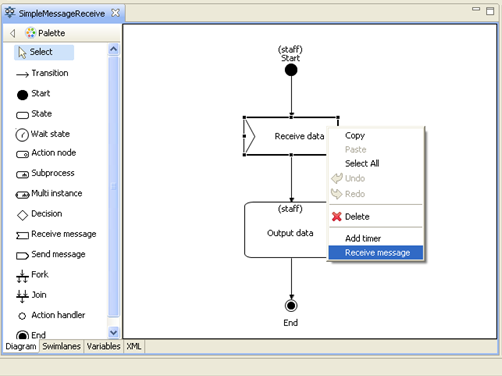 SimpleMessageReceive
Palette
Select
Transition
Start
State
Wait state
Action node
Subprocess
Multi instance
Decision
Receive message
Send message
Fork
Join
Action handler
End
(staff)
Start
Receive data
(staff)
Output data
End
Copy
Paste
Select All
Undo
Redo
Delete
Add timer
Receive message
Diagram Swimlanes Variables XML